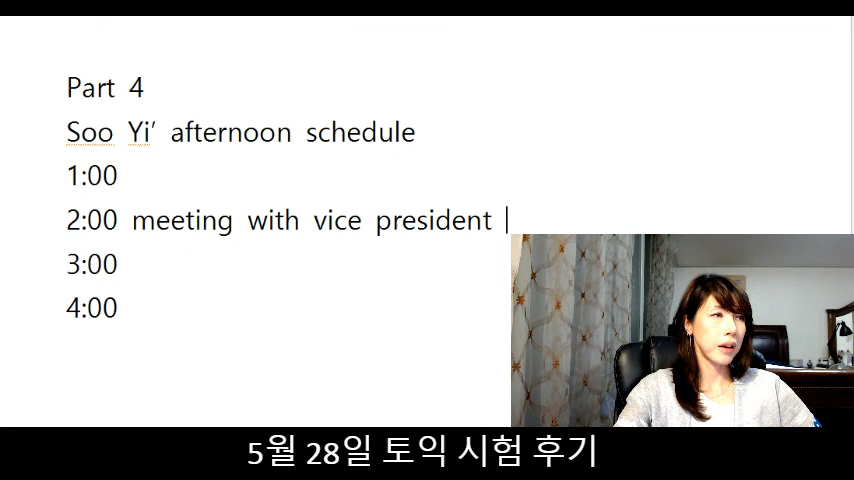 Part 4
Soo Yi' afternoon schedule
1:00
2:00 meeting with vice president
3:00
4:00
5월 28일 토익 시험 후기